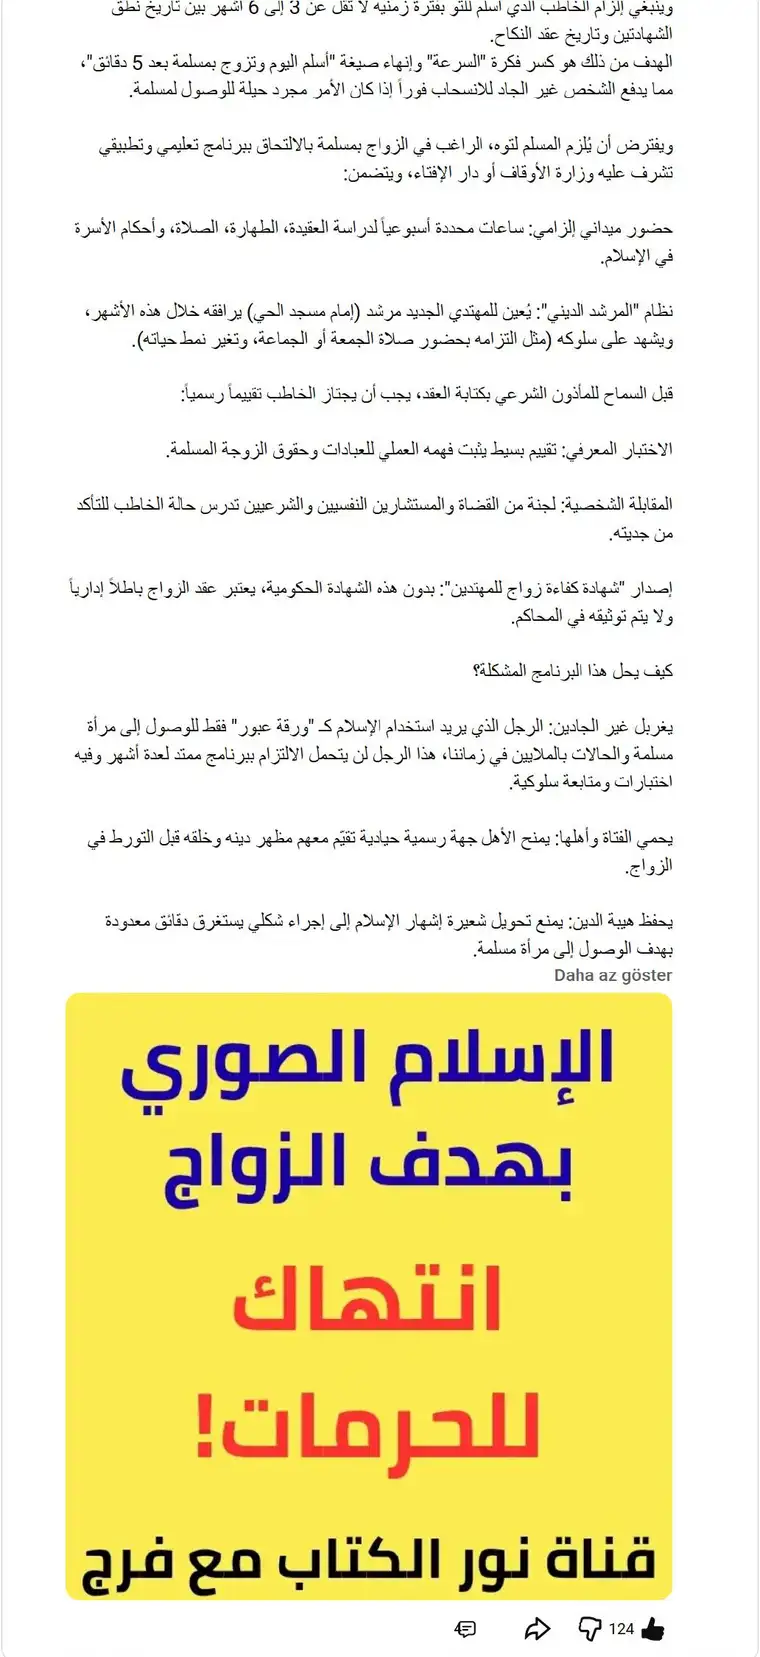 وينبغي إلزام الخاطب الذي أسلم للتو بفترة زمنية لا تقل عن 3 إلى 6 أشهر بين تاريخ نطق
الشهادتين وتاريخ عقد النكاح.
الهدف من ذلك هو كسر فكرة "السرعة" وإنهاء صيغة "أسلم اليوم وتزوج بمسلمة بعد 5 دقائق"،
مما يدفع الشخص غير الجاد للانسحاب فوراً إذا كان الأمر مجرد حيلة للوصول لمسلمة.
ويفترض أن يُلزم المسلم لتوه، الراغب في الزواج بمسلمة بالالتحاق ببرنامج تعليمي وتطبيقي
تشرف عليه وزارة الأوقاف أو دار الإفتاء، ويتضمن:
حضور ميداني إلزامي: ساعات محددة أسبوعياً لدراسة العقيدة، الطهارة، الصلاة، وأحكام الأسرة
في الإسلام.
نظام "المرشد الديني": يُعين للمهتدي الجديد مرشد (إمام مسجد الحي) يرافقه خلال هذه الأشهر،
ويشهد على سلوكه (مثل التزامه بحضور صلاة الجمعة أو الجماعة، وتغير نمط حياته).
قبل السماح للمأذون الشرعي بكتابة العقد، يجب أن يجتاز الخاطب تقييماً رسمياً:
الاختبار المعرفي: تقييم بسيط يثبت فهمه العملي للعبادات وحقوق الزوجة المسلمة.
المقابلة الشخصية: لجنة من القضاة والمستشارين النفسيين والشرعيين تدرس حالة الخاطب للتأكد
من جديته.
إصدار "شهادة كفاءة زواج للمهتدين": بدون هذه الشهادة الحكومية، يعتبر عقد الزواج باطلاً إدارياً
ولا يتم توثيقه في المحاكم.
كيف يحل هذا البرنامج المشكلة؟
يغربل غير الجادين: الرجل الذي يريد استخدام الإسلام كـ "ورقة عبور" فقط للوصول إلى مرأة
مسلمة والحالات بالملايين في زماننا، هذا الرجل لن يتحمل الالتزام ببرنامج ممتد لعدة أشهر وفيه
اختبارات ومتابعة سلوكية.
يحمي الفتاة وأهلها: يمنح الأهل جهة رسمية حيادية تقيّم معهم مظهر دينه وخلقه قبل التورط في
الزواج.
يحفظ هيبة الدين: يمنع تحويل شعيرة إشهار الإسلام إلى إجراء شكلي يستغرق دقائق معدودة
بهدف الوصول إلى مرأة مسلمة.
Daha az göster
الإسلام الصوري
بهدف الزواج
انتهاك
للحرمات!
قناة نور الكتاب مع فرج
124
4